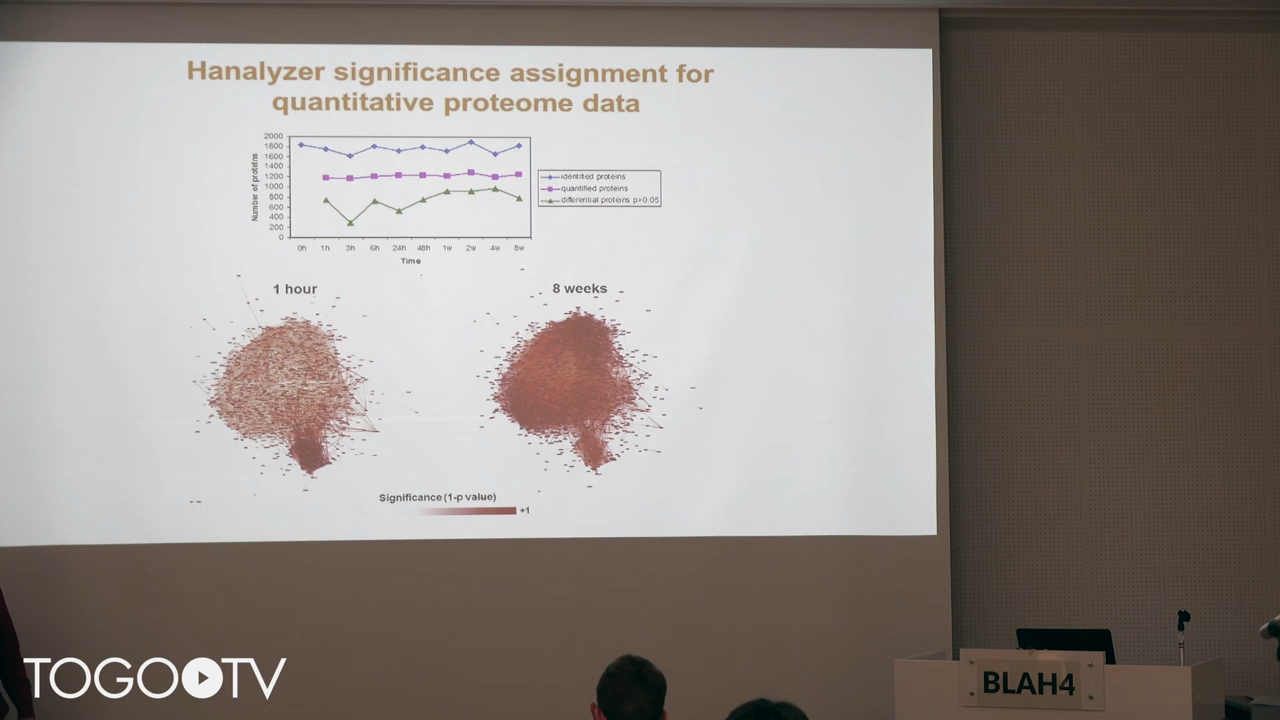 Hanalyzer significance assignment for
quantitative proteome data
Number of proteins
2000
1800
1600
1400
1200
1000
800
600
400
200
0
0h 1h 3h 6h 24h 48h 1w 2w 4w 8w
Time
identified proteins
quantified proteins
differential proteins p>0.05
1 hour
8 weeks
Significance (1-p value)
+1
TOGOTV
BLAH4